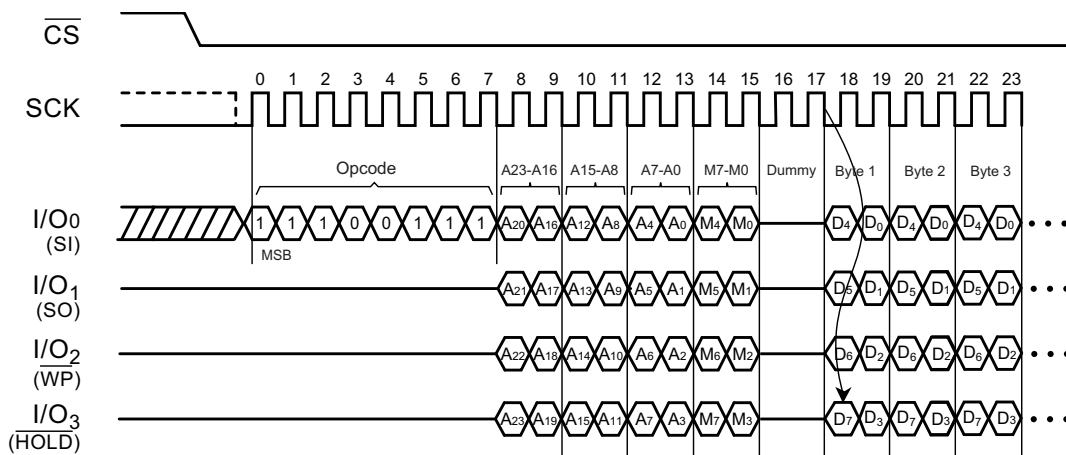 CS
0 1 2 3 4 5 6 7 8 9 10 11 12 13 14 15 16 17 18 19 20 21 22 23
SCK
Opcode A23-A16 A15-A8 A7-A0 M7-M0 Dummy Byte 1 Byte 2 Byte 3
I/O0 1 1 1 0 0 1 1 1 A20 A16 A12 A8 A4 A0 M4 M0 D4 D0 D4 D0 D4 D0
(SI)
MSB
I/O1 A21 A17 A13 A9 A5 A1 M5 M1 D5 D1 D5 D1 D5 D1
(SO)
I/O2 A22 A18 A14 A10 A6 A2 M6 M2 D6 D2 D6 D2 D6 D2
(WP)
I/O3 A23 A19 A15 A11 A7 A3 M7 M3 D7 D3 D7 D3 D7 D3
(HOLD)